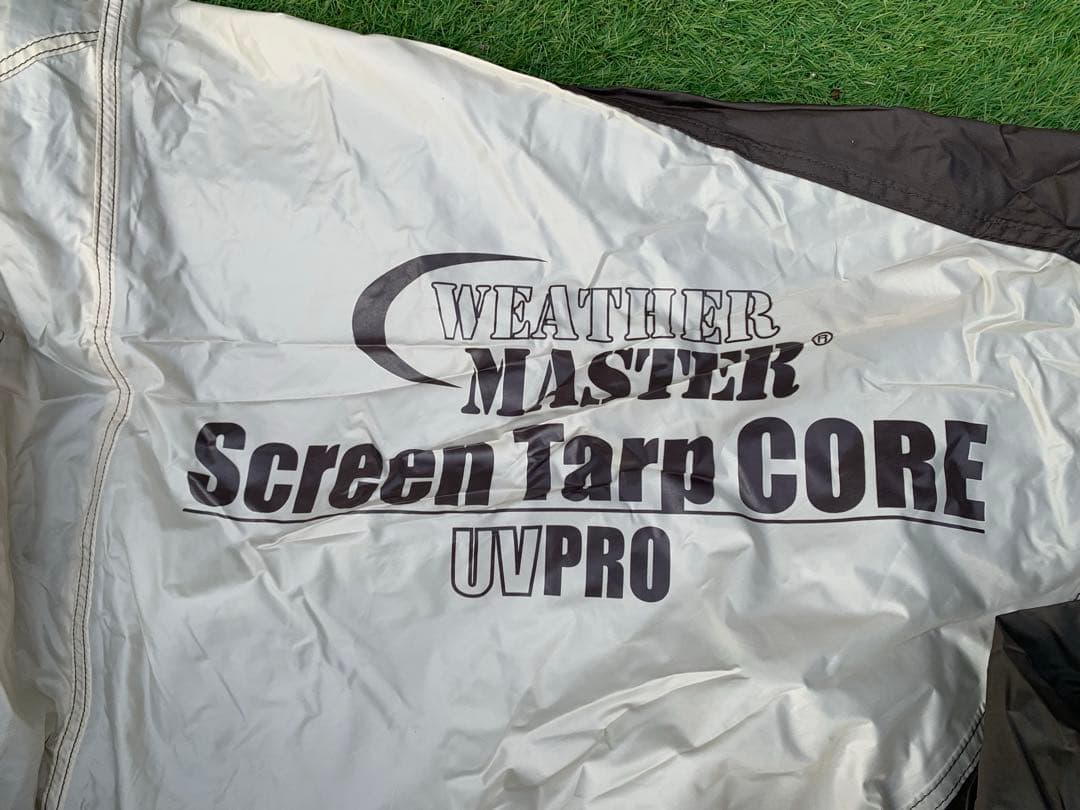 WEATHER
MASTER®
Screen Tarp CORE
UVPRO